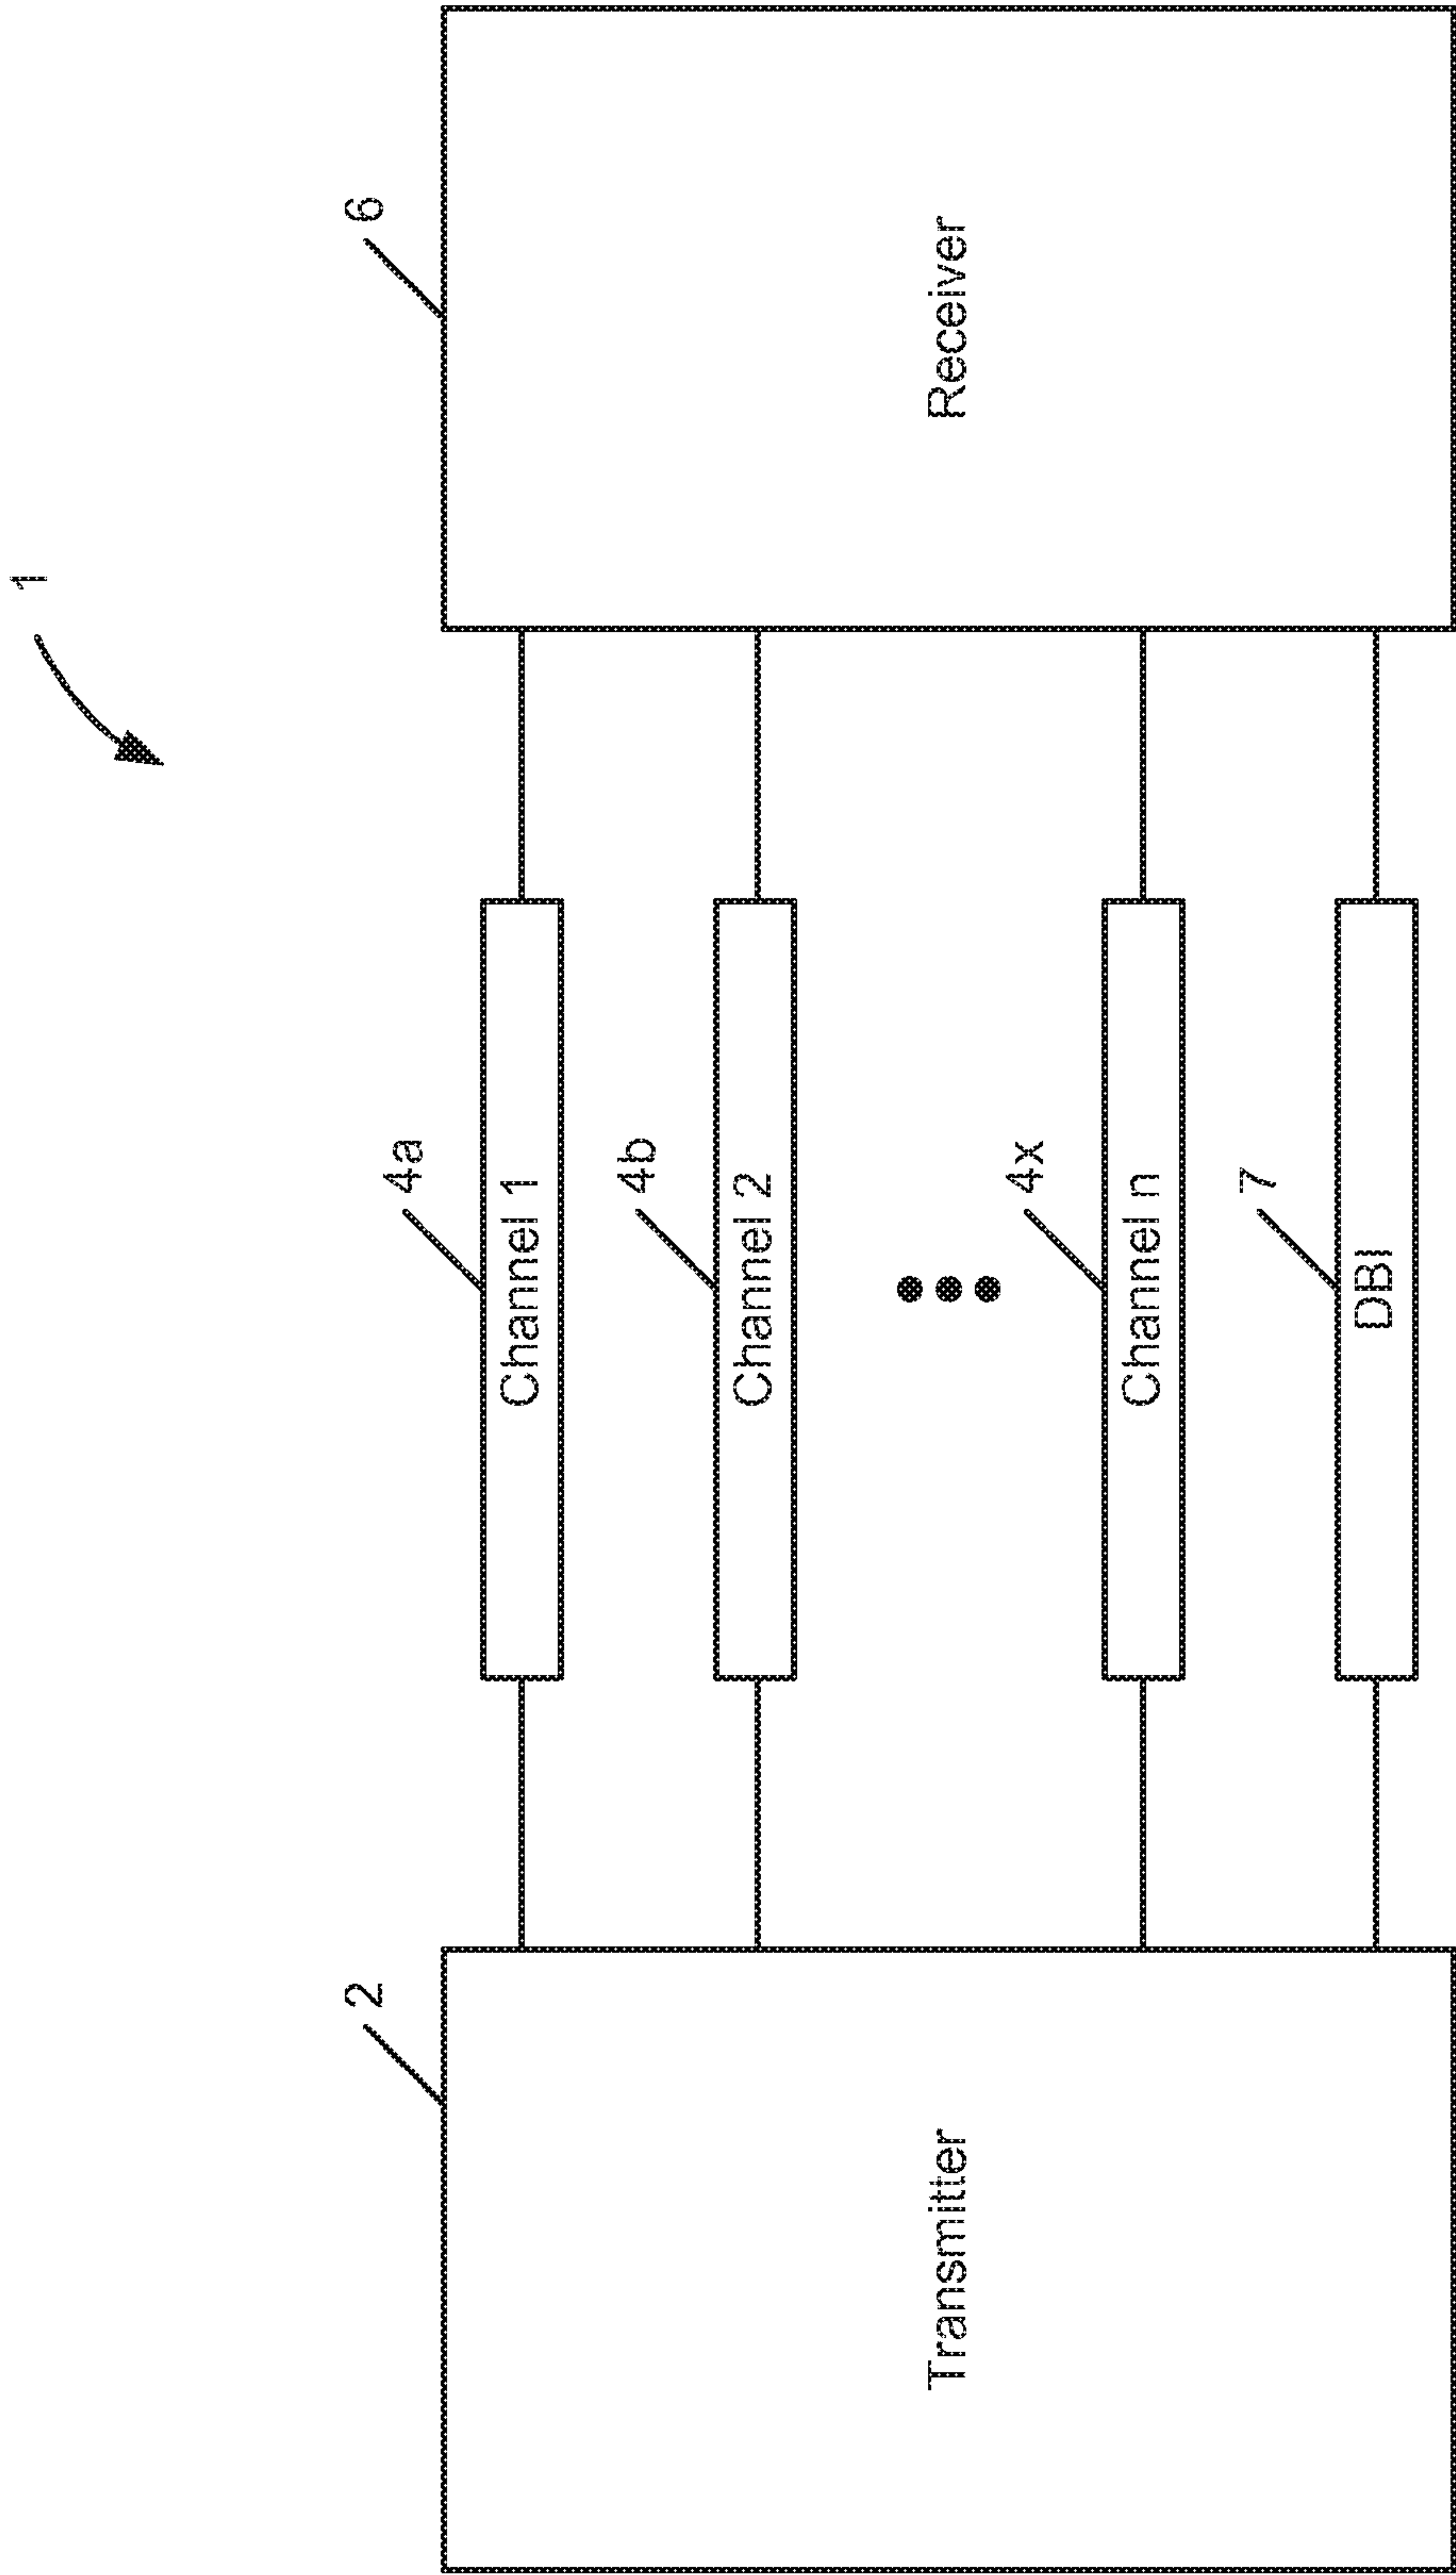 1
2
Transmitter
4a
Channel 1
4b
Channel 2
4x
Channel n
7
DBI
6
Receiver